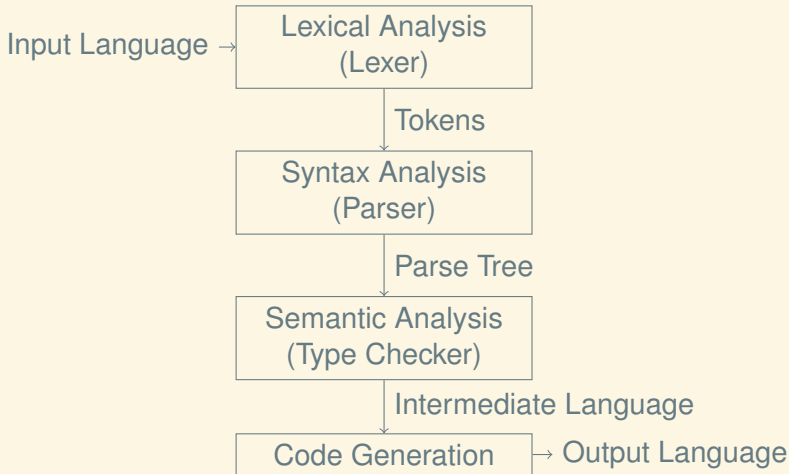 Lexical Analysis
Input Language
(Lexer)
Tokens
Syntax Analysis
(Parser)
Parse Tree
Semantic Analysis
(Type Checker)
Intermediate Language
Code Generation
Output Language